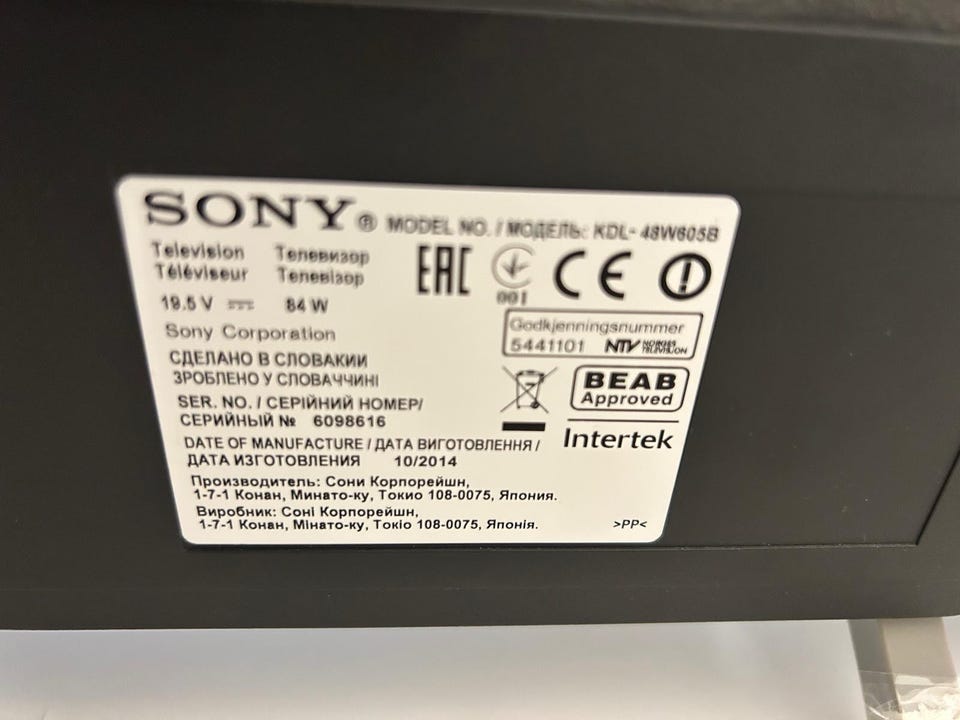 SONY® MODEL NO. / МОДЕЛЬ: KDL-48W605B
Television Телевизор
Téléviseur Телевізор
EAC
001
CE
19.5 V 84 W
Sony Corporation
Godkjenningsnummer
5441101 NTV NORGES TELEVISJON
СДЕЛАНО В СЛОВАКИИ
ЗРОБЛЕНО У СЛОВАЧЧИНІ
BEAB
Approved
SER. NO. / СЕРІЙНИЙ НОМЕР/
СЕРИЙНЫЙ № 6098616
Intertek
DATE OF MANUFACTURE / ДАТА ВИГОТОВЛЕННЯ /
ДАТА ИЗГОТОВЛЕНИЯ 10/2014
Производитель: Сони Корпорейшн,
1-7-1 Конан, Минато-ку, Токио 108-0075, Япония.
Виробник: Соні Корпорейшн,
1-7-1 Конан, Мінато-ку, Токіо 108-0075, Японія.
>PP<